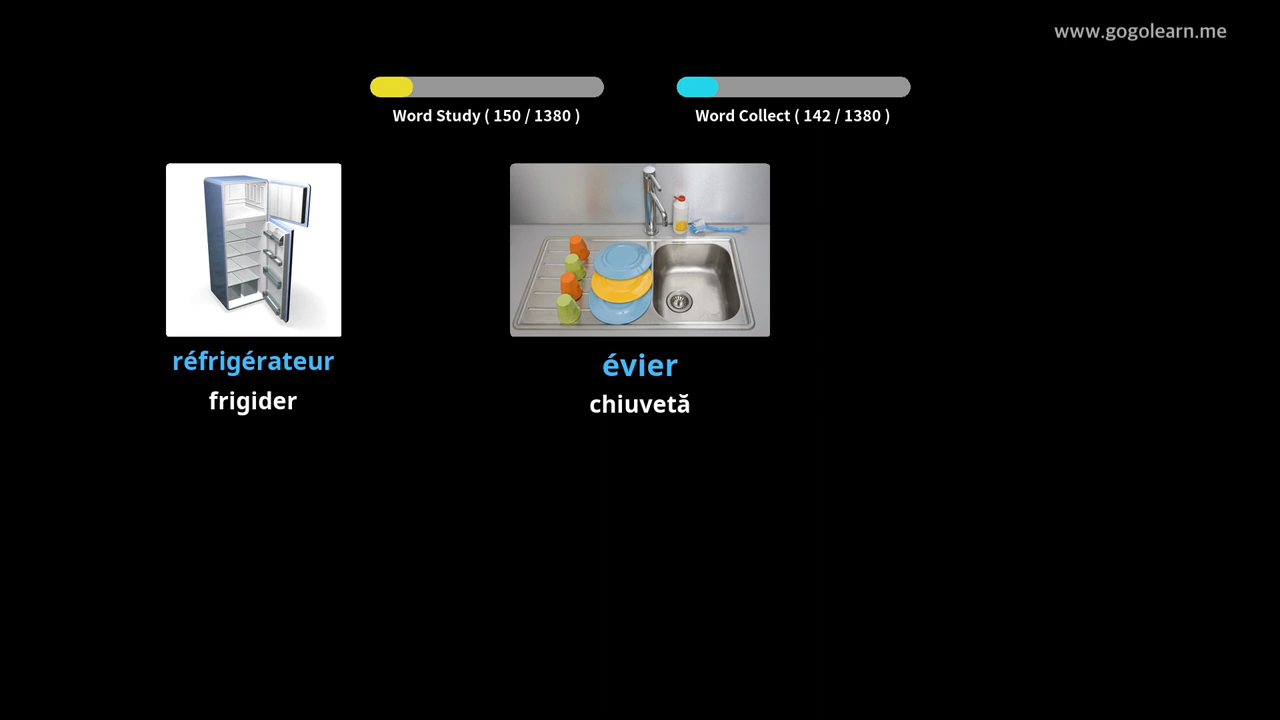 www.gogolearn.me
Word Study ( 150 / 1380 )
Word Collect ( 142 / 1380 )
réfrigérateur
frigider
évier
chiuvetă